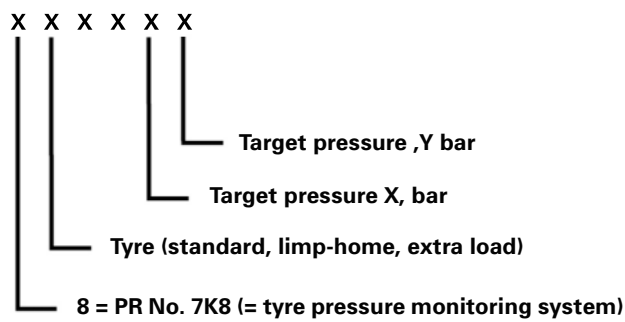 X X X X X X
Target pressure ,Y bar
Target pressure X, bar
Tyre (standard, limp-home, extra load)
8 = PR No. 7K8 (= tyre pressure monitoring system)